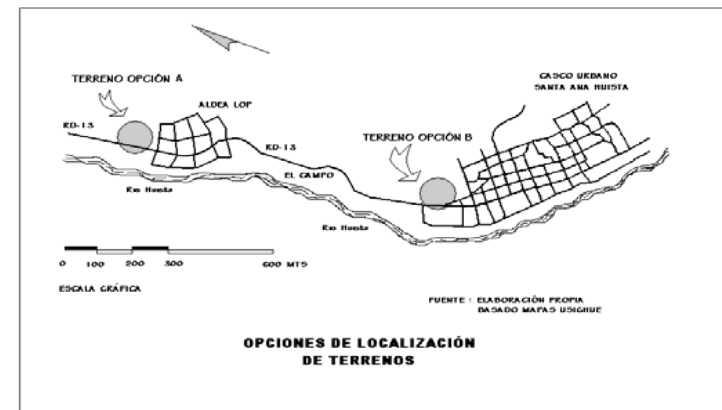 TERRENO OPCIÓN A
ALDEA LOP
CASCO URBANO
SANTA ANA HUISTA
RD-13
TERRENO OPCIÓN B
RD-13
EL CAMPO
Rio Huista
Rio Huista
0 100 200 300 600 MTS
ESCALA GRÁFICA
FUENTE : ELABORACIÓN PROPIA
BASADO MAPAS USIGHUE
OPCIONES DE LOCALIZACIÓN
DE TERRENOS